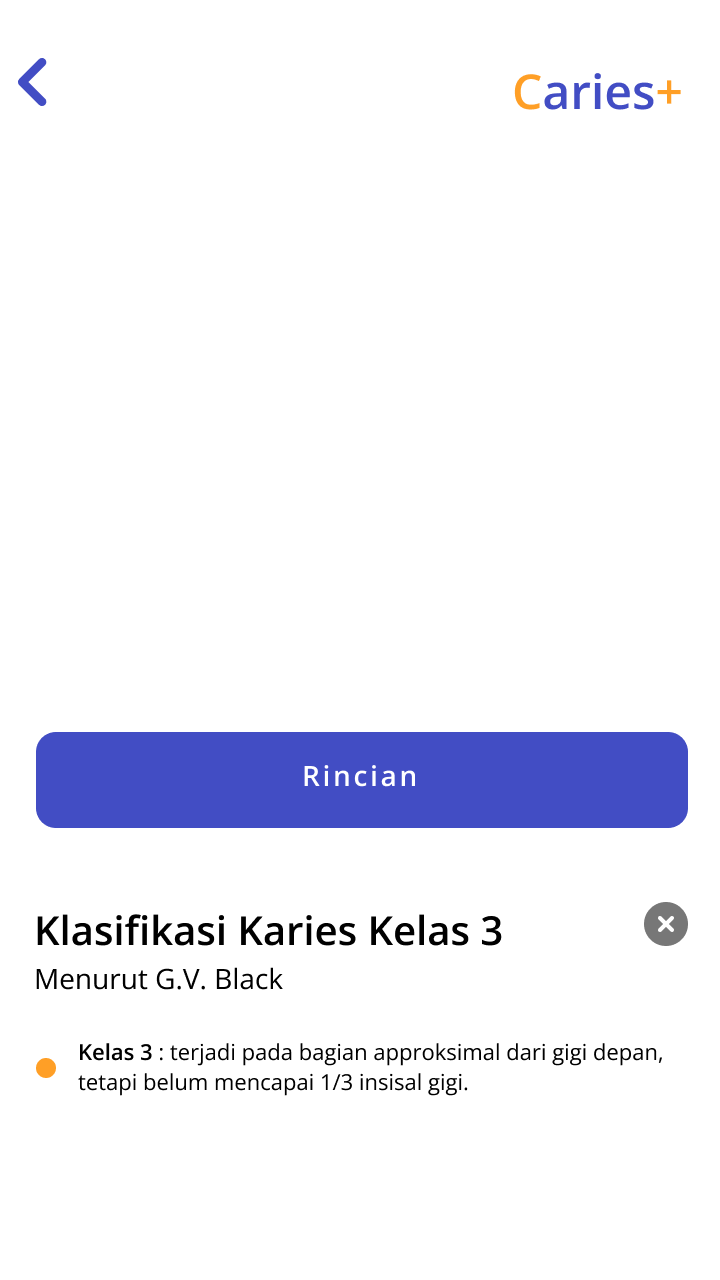 Caries+
Rincian
Klasifikasi Karies Kelas 3
Menurut G.V. Black
Kelas 3 : terjadi pada bagian approksimal dari gigi depan,
tetapi belum mencapai 1/3 insisal gigi.